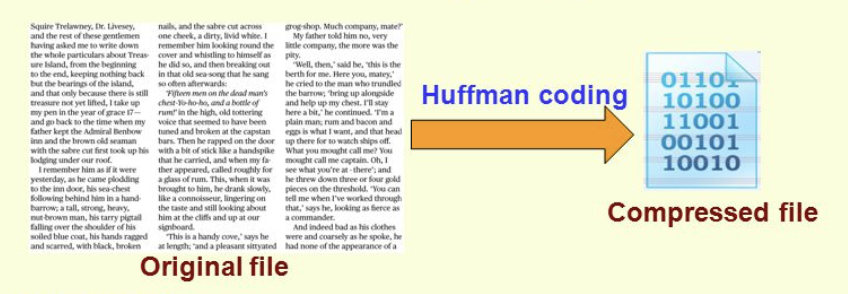 Squire Trelawney, Dr. Livesey,
and the rest of these gentlemen
having asked me to write down
the whole particulars about Treas-
ure Island, from the beginning
to the end, keeping nothing back
but the bearings of the island,
and that only because there is still
treasure not yet lifted, I take up
my pen in the year of grace 17—
and go back to the time when my
father kept the Admiral Benbow
inn and the brown old seaman
with the sabre cut first took up his
lodging under our roof.
I remember him as if it were
yesterday, as he came plodding
to the inn door, his sea-chest
following behind him in a hand-
barrow; a tall, strong, heavy,
nut-brown man, his tarry pigtail
falling over the shoulder of his
soiled blue coat, his hands ragged
and scarred, with black, broken
nails, and the sabre cut across
one cheek, a dirty, livid white. I
remember him looking round the
cover and whistling to himself as
he did so, and then breaking out
in that old sea-song that he sang
so often afterwards:
'Fifteen men on the dead man's
chest-Yo-ho-ho, and a bottle of
rum!' in the high, old tottering
voice that seemed to have been
tuned and broken at the capstan
bars. Then he rapped on the door
with a bit of stick like a handspike
that he carried, and when my fa-
ther appeared, called roughly for
a glass of rum. This, when it was
brought to him, he drank slowly,
like a connoisseur, lingering on
the taste and still looking about
him at the cliffs and up at our
signboard.
'This is a handy cove,' says he
at length; 'and a pleasant sittyated
grog-shop. Much company, mate?'
My father told him no, very
little company, the more was the
pity.
'Well, then,' said he, 'this is the
berth for me. Here you, matey,'
he cried to the man who trundled
the barrow; 'bring up alongside
and help up my chest. I'll stay
here a bit,' he continued. 'I'm a
plain man; rum and bacon and
eggs is what I want, and that head
up there for to watch ships off.
What you mought call me? You
mought call me captain. Oh, I
see what you're at - there'; and
he threw down three or four gold
pieces on the threshold. 'You can
tell me when I've worked through
that,' says he, looking as fierce as
a commander.
And indeed bad as his clothes
were and coarsely as he spoke, he
had none of the appearance of a
Original file
Huffman coding
01101
10100
11001
00101
10010
Compressed file